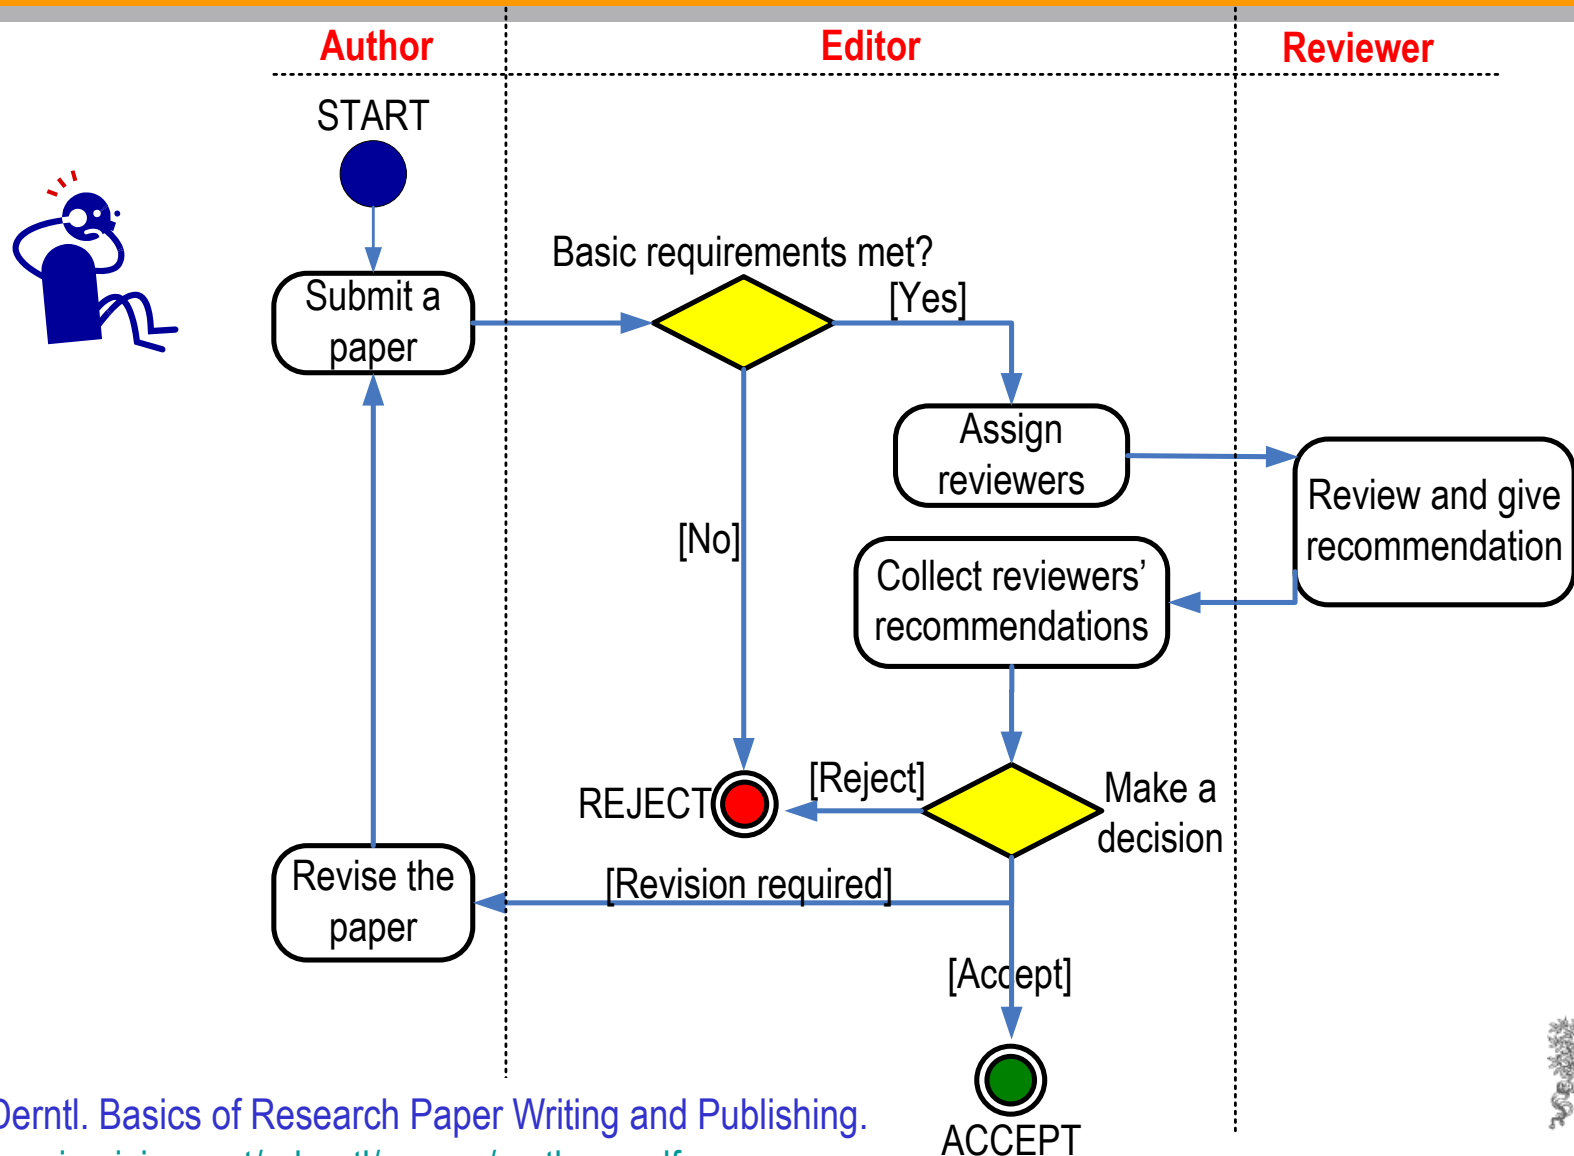 Author
Editor
Reviewer
START
Basic requirements met?
[Yes]
Submit a
paper
Assign
reviewers
Review and give
recommendation
[No]
Collect reviewers’
recommendations
[Reject]
Make a
decision
REJECT
Revise the
paper
[Revision required]
[Accept]
ACCEPT
Derntl. Basics of Research Paper Writing and Publishing.